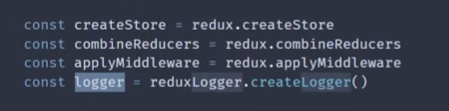 const createStore = redux.createStore
const combineReducers = redux.combineReducers
const applyMiddleware = redux.applyMiddleware
const logger = reduxLogger.createLogger()